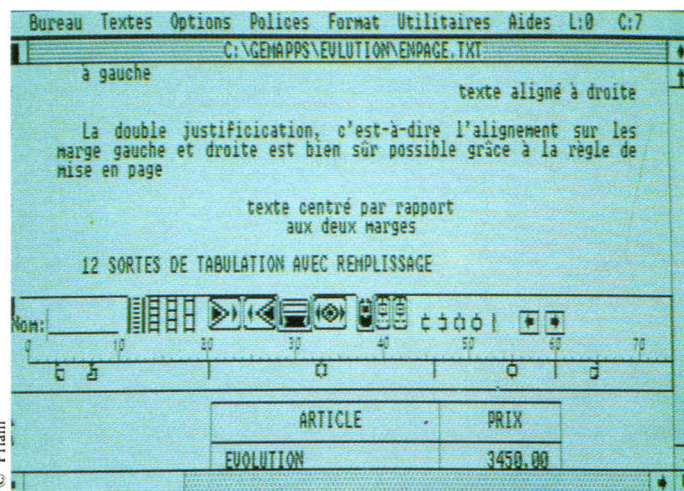 Bureau Textes Options Polices Format Utilitaires Aides L:0 C:7
C:\GEMAPPS\EVLUTION\ENPAGE.TXT
à gauche
texte aligné à droite
La double justificication, c'est-à-dire l'alignement sur les
marge gauche et droite est bien sûr possible grâce à la règle de
mise en page
texte centré par rapport
aux deux marges
12 SORTES DE TABULATION AVEC REMPLISSAGE
Nom:
0 10 20 30 40 50 60 70
ARTICLE PRIX
EVOLUTION 3450.00
© Priam